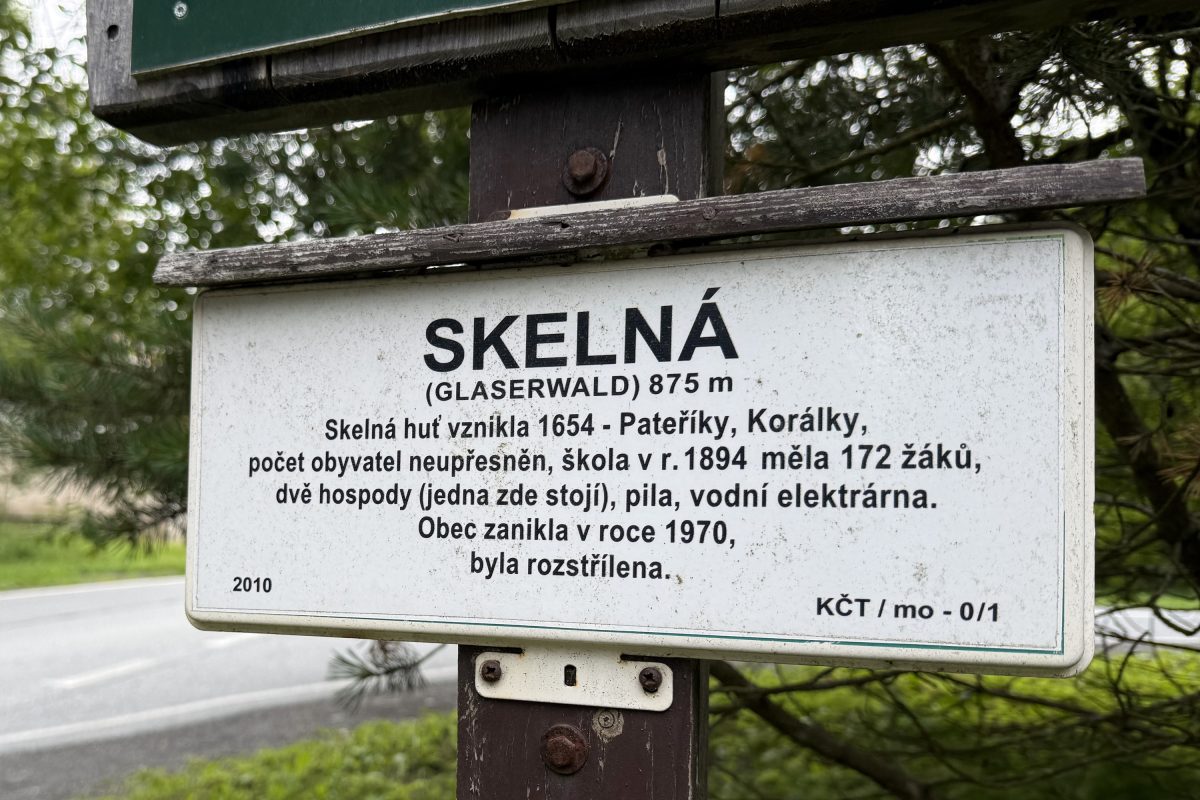 SKELNÁ
(GLASERWALD) 875 m
Skelná huť vznikla 1654 - Pateříky, Korálky,
počet obyvatel neupřesněn, škola v r. 1894 měla 172 žáků,
dvě hospody (jedna zde stojí), pila, vodní elektrárna.
Obec zanikla v roce 1970,
byla rozstřílena.
2010
KČT / mo - 0/1